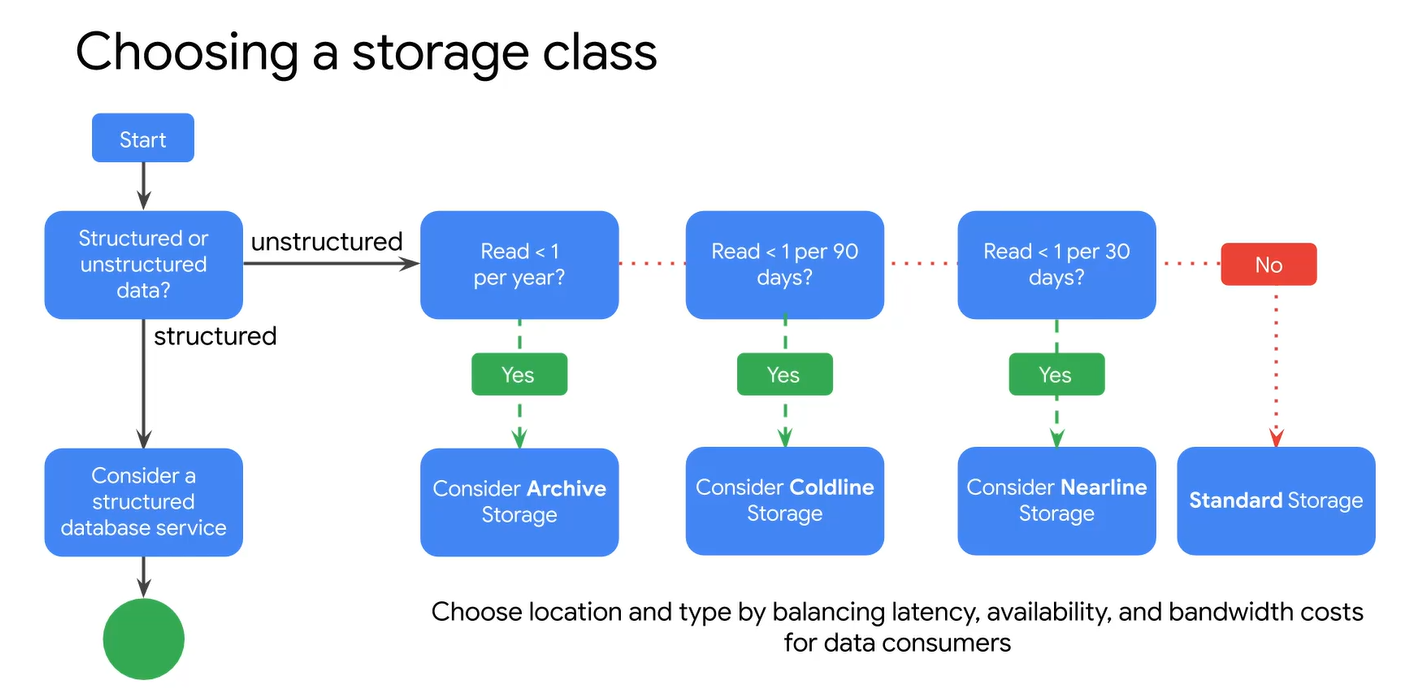 Choosing a storage class
Start
Structured or
unstructured
data?
unstructured
structured
Consider a
structured
database service
Read < 1
per year?
Yes
Consider Archive
Storage
Read < 1 per 90
days?
Yes
Consider Coldline
Storage
Read < 1 per 30
days?
Yes
Consider Nearline
Storage
No
Standard Storage
Choose location and type by balancing latency, availability, and bandwidth costs
for data consumers